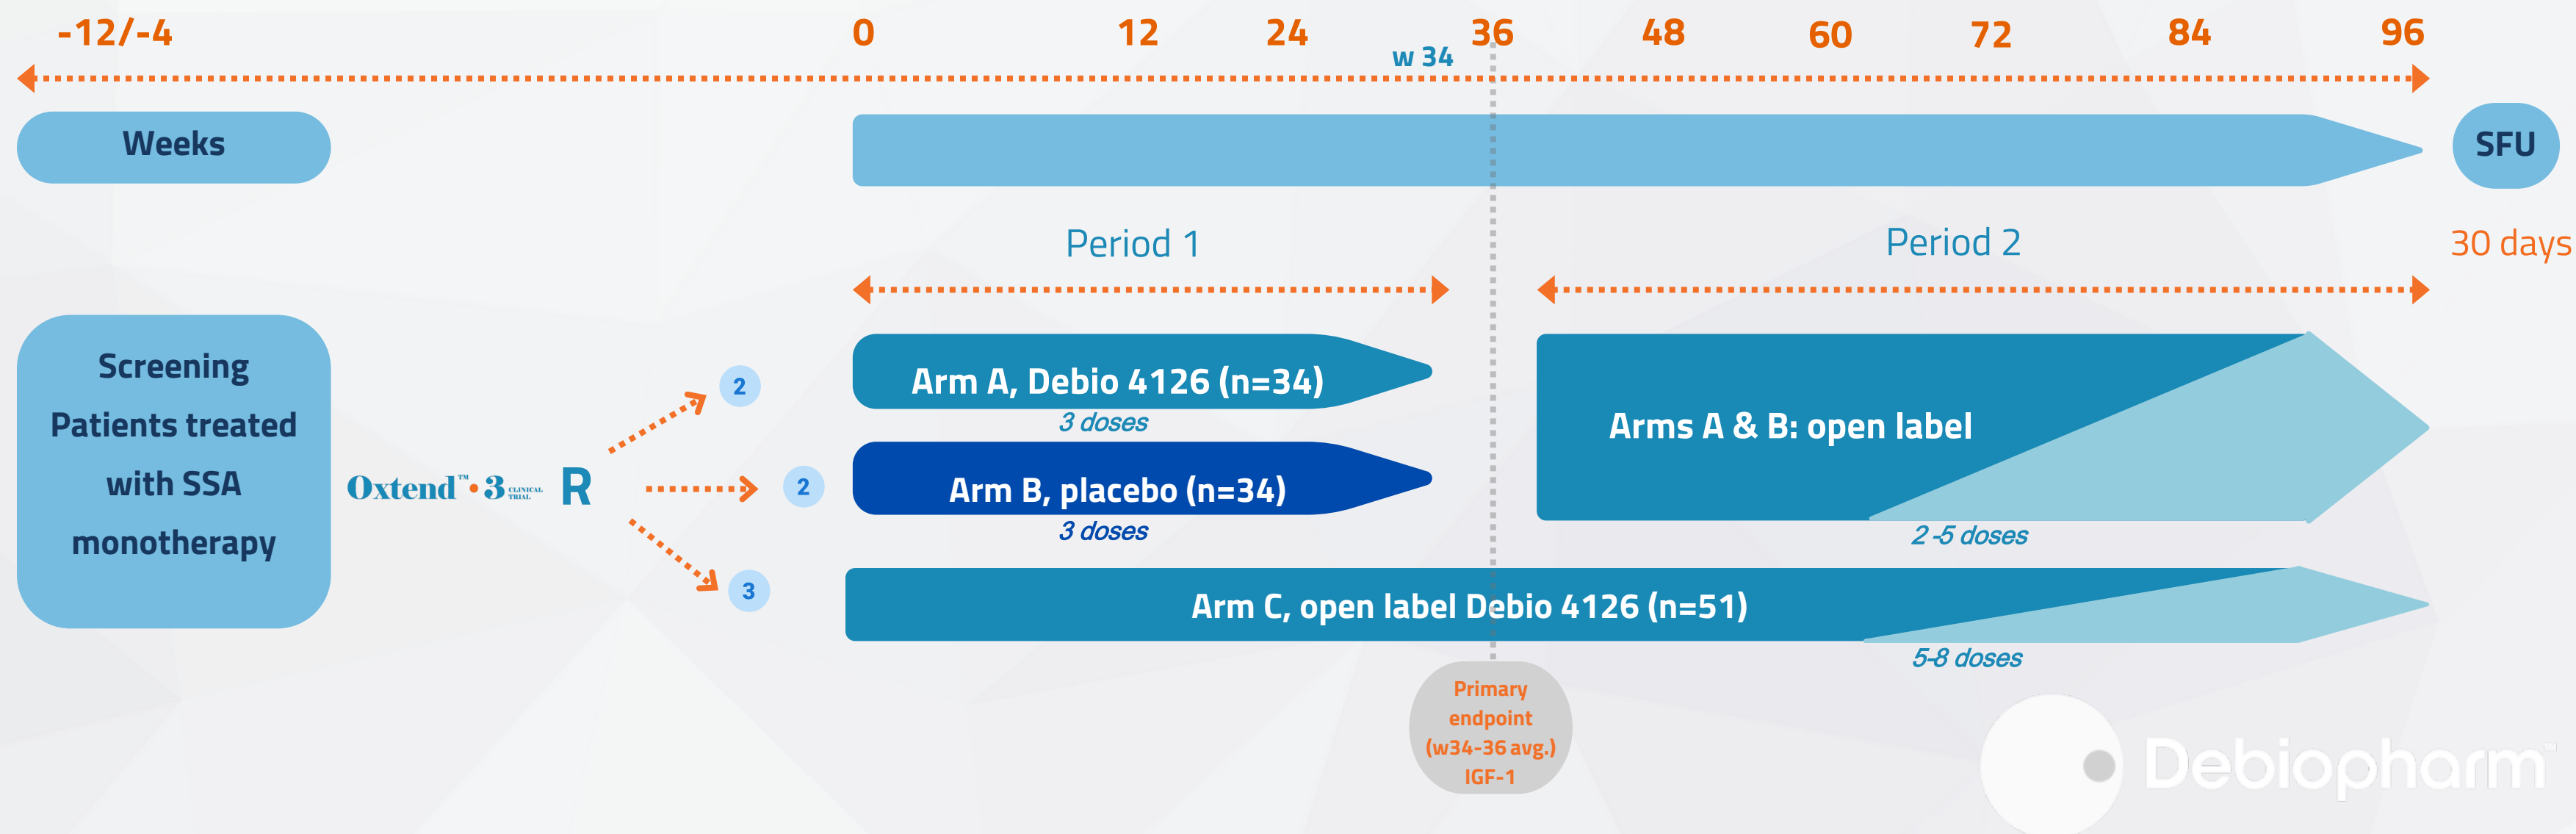 -12/-4
0
12
24
w 34
36
48
60
72
84
96
Weeks
SFU
Period 1
Period 2
30 days
Screening
Patients treated
with SSA
monotherapy
Oxtend™•3 CLINICAL
TRIAL
R
2
2
3
Arm A, Debio 4126 (n=34)
3 doses
Arm B, placebo (n=34)
3 doses
Arms A & B: open label
2 -5 doses
Arm C, open label Debio 4126 (n=51)
5-8 doses
Primary
endpoint
(w34-36 avg.)
IGF-1
Debiopharm™